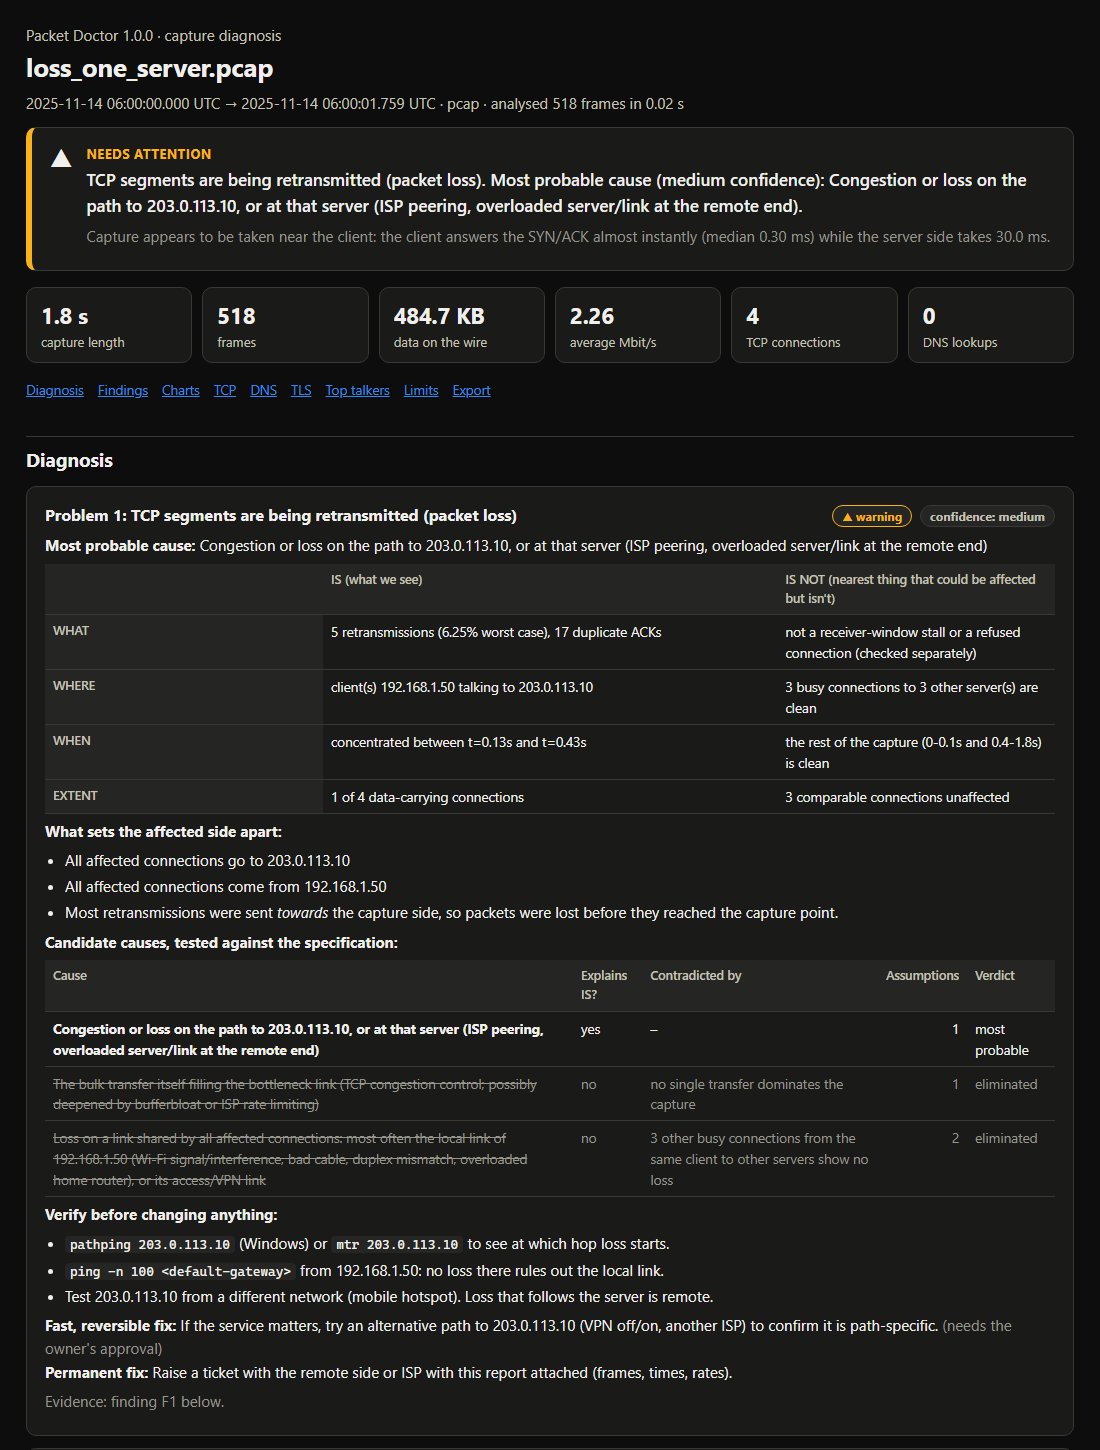 Packet Doctor 1.0.0 · capture diagnosis
loss_one_server.pcap
2025-11-14 06:00:00.000 UTC → 2025-11-14 06:00:01.759 UTC · pcap · analysed 518 frames in 0.02 s
NEEDS ATTENTION
TCP segments are being retransmitted (packet loss). Most probable cause (medium confidence): Congestion or loss on the
path to 203.0.113.10, or at that server (ISP peering, overloaded server/link at the remote end).
Capture appears to be taken near the client: the client answers the SYN/ACK almost instantly (median 0.30 ms) while the server side takes 30.0 ms.
1.8 s
capture length
518
frames
484.7 KB
data on the wire
2.26
average Mbit/s
4
TCP connections
0
DNS lookups
Diagnosis Findings Charts TCP DNS TLS Top talkers Limits Export
Diagnosis
Problem 1: TCP segments are being retransmitted (packet loss)
▲ warning
confidence: medium
Most probable cause: Congestion or loss on the path to 203.0.113.10, or at that server (ISP peering, overloaded server/link at the remote end)
IS (what we see)
IS NOT (nearest thing that could be affected
but isn't)
WHAT
5 retransmissions (6.25% worst case), 17 duplicate ACKs
not a receiver-window stall or a refused
connection (checked separately)
WHERE
client(s) 192.168.1.50 talking to 203.0.113.10
3 busy connections to 3 other server(s) are
clean
WHEN
concentrated between t=0.13s and t=0.43s
the rest of the capture (0-0.1s and 0.4-1.8s)
is clean
EXTENT
1 of 4 data-carrying connections
3 comparable connections unaffected
What sets the affected side apart:
• All affected connections go to 203.0.113.10
• All affected connections come from 192.168.1.50
• Most retransmissions were sent towards the capture side, so packets were lost before they reached the capture point.
Candidate causes, tested against the specification:
Cause
Explains
IS?
Contradicted by
Assumptions
Verdict
Congestion or loss on the path to 203.0.113.10, or at that server (ISP peering,
overloaded server/link at the remote end)
yes
–
1
most
probable
The bulk transfer itself filling the bottleneck link (TCP congestion control; possibly
deepened by bufferbloat or ISP rate limiting)
no
no single transfer dominates the
capture
1
eliminated
Loss on a link shared by all affected connections: most often the local link of
192.168.1.50 (Wi-Fi signal/interference, bad cable, duplex mismatch, overloaded
home router), or its access/VPN link
no
3 other busy connections from the
same client to other servers show no
loss
2
eliminated
Verify before changing anything:
• pathping 203.0.113.10 (Windows) or mtr 203.0.113.10 to see at which hop loss starts.
• ping -n 100 <default-gateway> from 192.168.1.50: no loss there rules out the local link.
• Test 203.0.113.10 from a different network (mobile hotspot). Loss that follows the server is remote.
Fast, reversible fix: If the service matters, try an alternative path to 203.0.113.10 (VPN off/on, another ISP) to confirm it is path-specific. (needs the
owner's approval)
Permanent fix: Raise a ticket with the remote side or ISP with this report attached (frames, times, rates).
Evidence: finding F1 below.